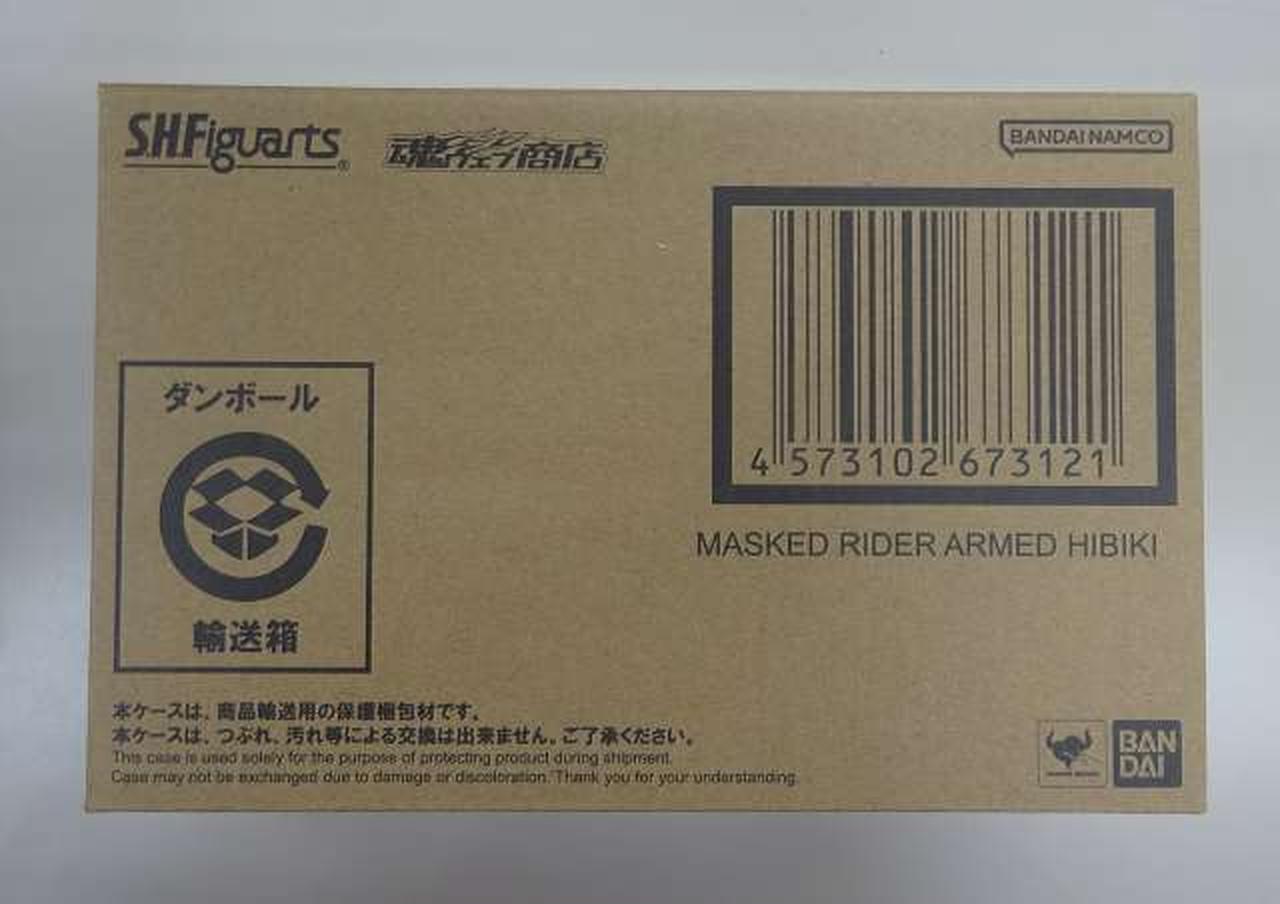 S.H.Figuarts®
魂ウェブ商店
BANDAI NAMCO
4 573102 673121
MASKED RIDER ARMED HIBIKI
ダンボール
輸送箱
本ケースは、商品輸送用の保護梱包材です。
本ケースは、つぶれ、汚れ等による交換は出来ません。ご了承ください。
This case is used solely for the purpose of protecting product during shipment.
Case may not be exchanged due to damage or discoloration. Thank you for your understanding.
BAN
DAI